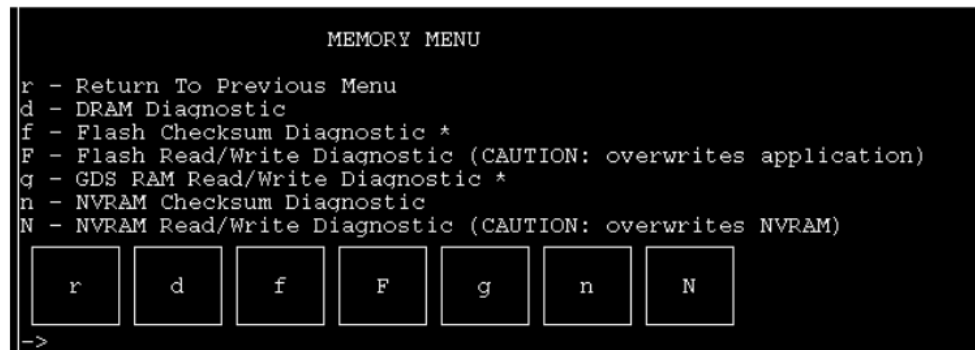 MEMORY MENU
r - Return To Previous Menu
d - DRAM Diagnostic
f - Flash Checksum Diagnostic *
F - Flash Read/Write Diagnostic (CAUTION: overwrites application)
g - GDS RAM Read/Write Diagnostic *
n - NVRAM Checksum Diagnostic
N - NVRAM Read/Write Diagnostic (CAUTION: overwrites NVRAM)
r d f F g n N
->